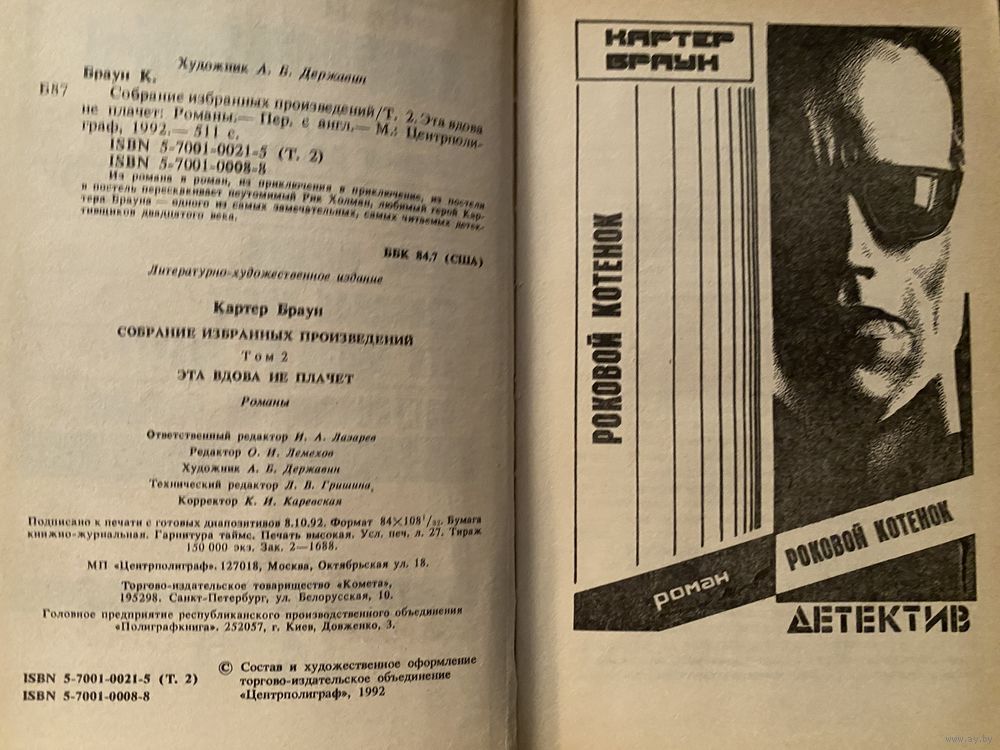 Художник А. Б. Державин
Браун К.
Б87 Собрание избранных произведений/Т. 2. Эта вдова
не плачет: Романы.— Пер. с англ.— М.: Центрполи-
граф, 1992.— 511 с.
ISBN 5-7001-0021-5 (Т. 2)
ISBN 5-7001-0008-8
Из романа в роман, из приключения в приключение, из постели
в постель перескакивает неутомимый Рик Холман, любимый герой Кар-
тера Брауна — одного из самых замечательных, самых читаемых детек-
тивщиков двадцатого века.
ББК 84.7 (США)
Литературно-художественное издание
Картер Браун
СОБРАНИЕ ИЗБРАННЫХ ПРОИЗВЕДЕНИЙ
Том 2
ЭТА ВДОВА НЕ ПЛАЧЕТ
Романы
Ответственный редактор И. А. Лазарев
Редактор О. И. Лемехов
Художник А. Б. Державин
Технический редактор Л. В. Гришина
Корректор К. И. Каревская
Подписано к печати с готовых диапозитивов 8.10.92. Формат 84×108¹/₃₂. Бумага
книжно-журнальная. Гарнитура таймс. Печать высокая. Усл. печ. л. 27. Тираж
150 000 экз. Зак. 2—1688.
МП «Центрполиграф». 127018, Москва, Октябрьская ул. 18.
Торгово-издательское товарищество «Комета»,
195298. Санкт-Петербург, ул. Белорусская, 10.
Головное предприятие республиканского производственного объединения
«Полиграфкнига». 252057, г. Киев, Довженко, 3.
ISBN 5-7001-0021-5 (Т. 2)
ISBN 5-7001-0008-8
© Состав и художественное оформление
торгово-издательское объединение
«Центрполиграф», 1992
КАРТЕР
БРАУН
РОКОВОЙ КОТЕНОК
роман
РОКОВОЙ КОТЕНОК
ДЕТЕКТИВ
www.ay.by